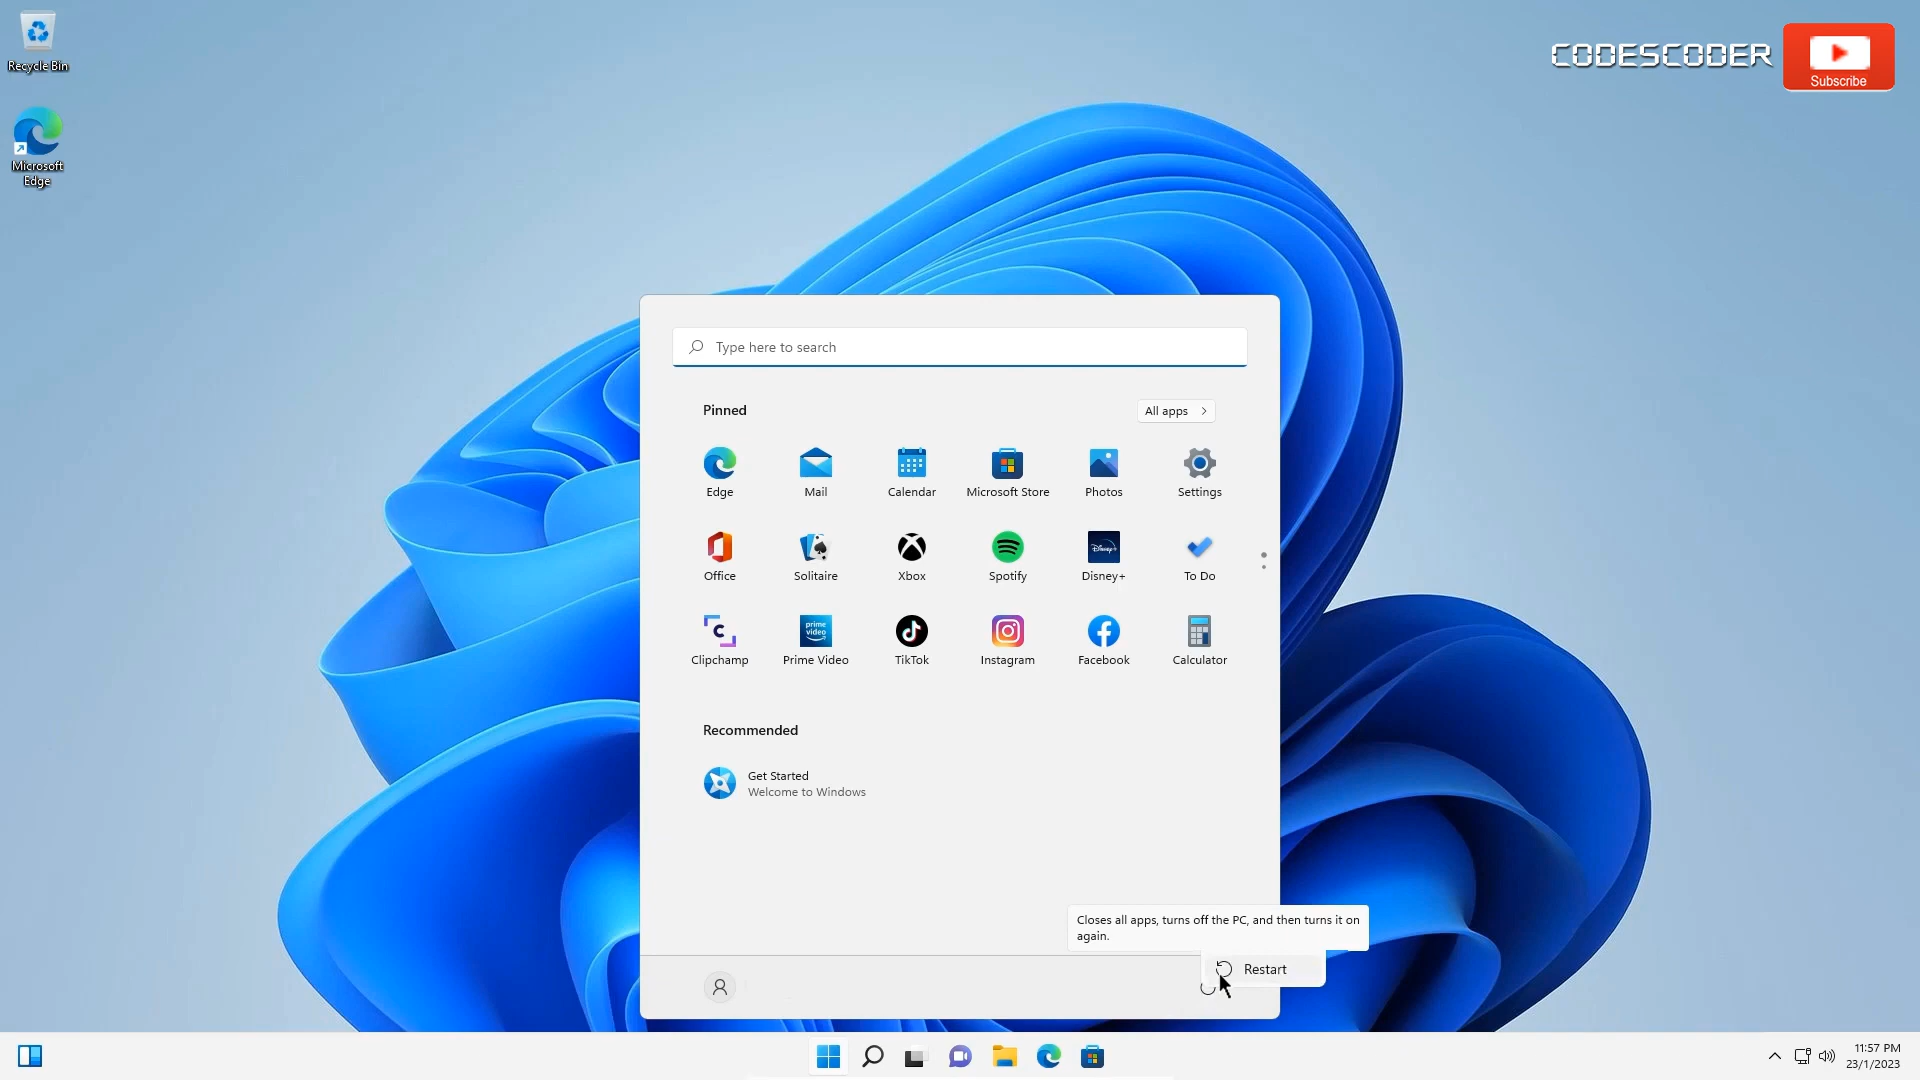 Recycle Bin
Microsoft
Edge
CODESCODER
Subscribe
Type here to search
Pinned
All apps
Edge
Mail
Calendar
Microsoft Store
Photos
Settings
Office
Solitaire
Xbox
Spotify
Disney+
Disney+
To Do
C
prime
video
Clipchamp
Prime Video
TikTok
Instagram
Facebook
Calculator
Recommended
Get Started
Welcome to Windows
Closes all apps, turns off the PC, and then turns it on
again.
Restart
11:57 PM
23/1/2023